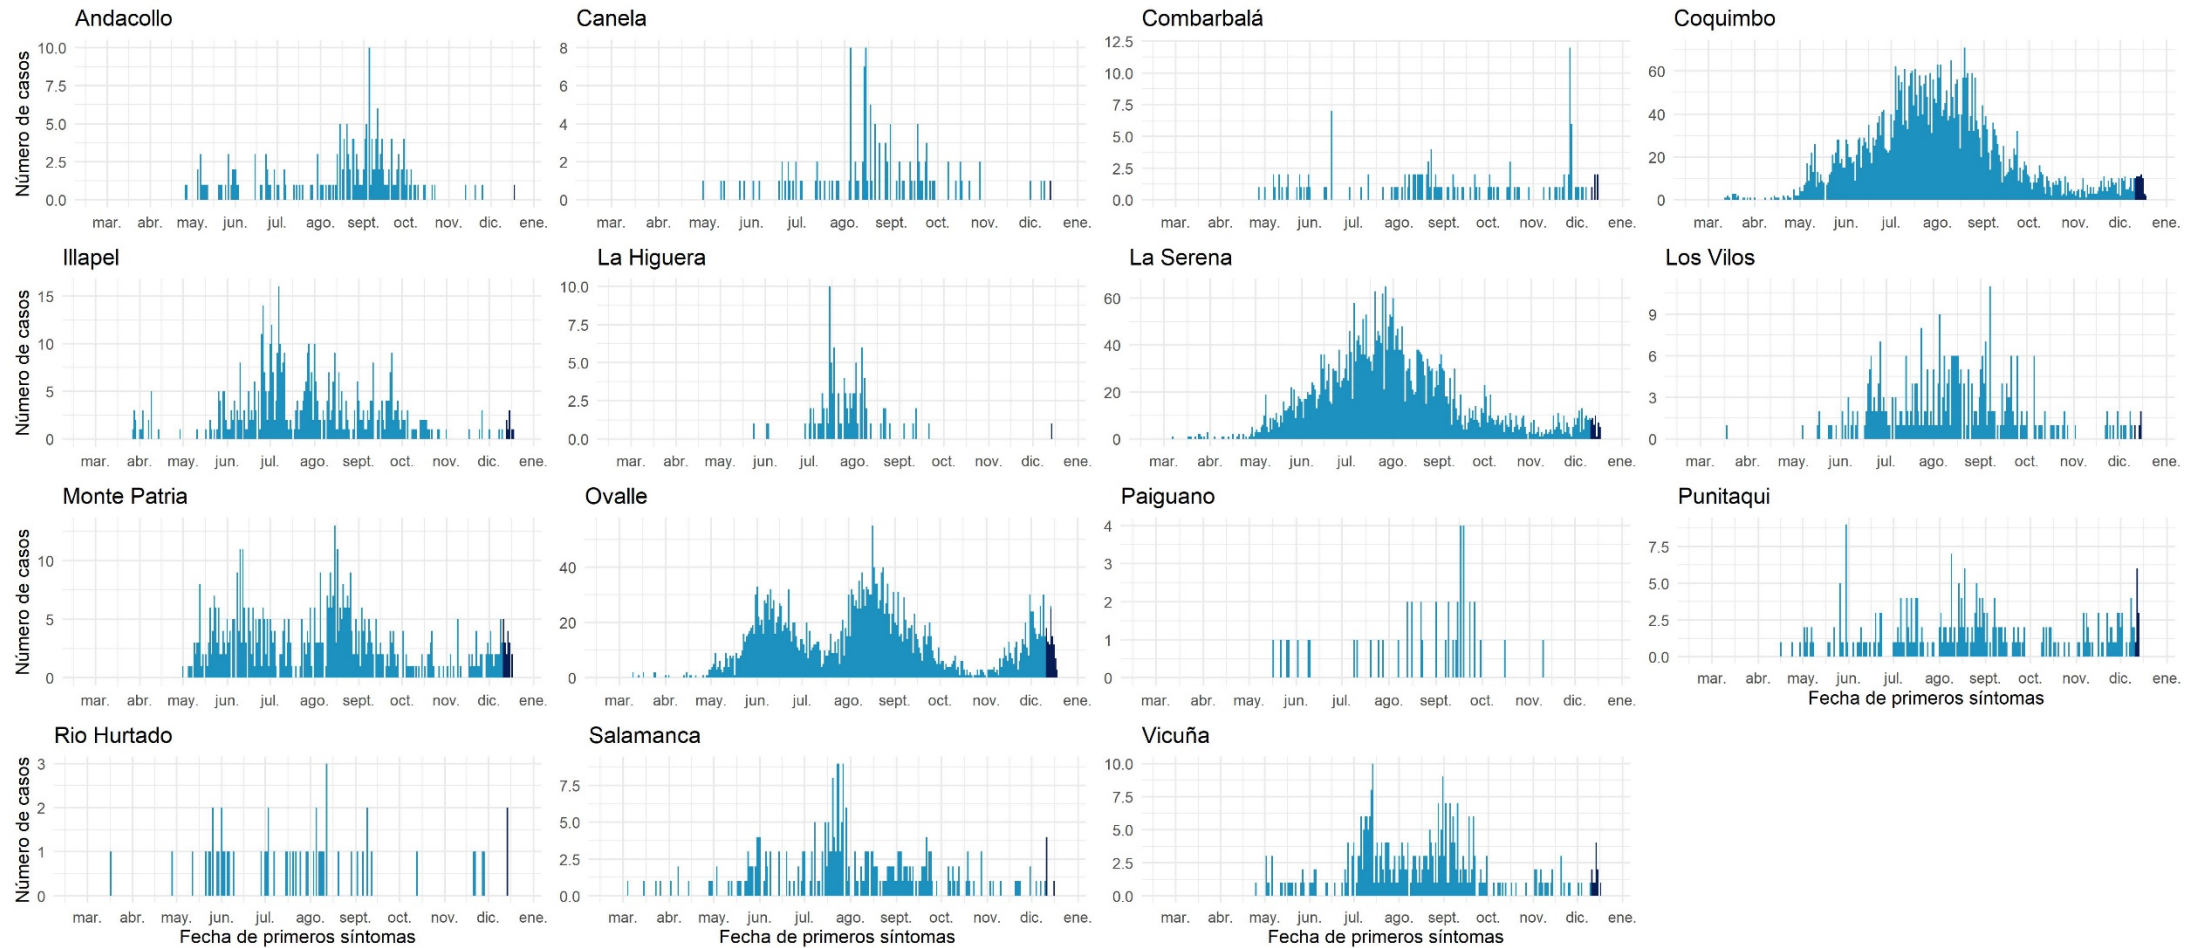 Andacollo
Número de casos
10.0
7.5
5.0
2.5
0.0
mar. abr. may. jun. jul. ago. sept. oct. nov. dic. ene.
Canela
8
6
4
2
0
mar. abr. may. jun. jul. ago. sept. oct. nov. dic. ene.
Combarbalá
12.5
10.0
7.5
5.0
2.5
0.0
mar. abr. may. jun. jul. ago. sept. oct. nov. dic. ene.
Coquimbo
60
40
20
0
mar. abr. may. jun. jul. ago. sept. oct. nov. dic. ene.
Illapel
Número de casos
15
10
5
0
mar. abr. may. jun. jul. ago. sept. oct. nov. dic. ene.
La Higuera
10.0
7.5
5.0
2.5
0.0
mar. abr. may. jun. jul. ago. sept. oct. nov. dic. ene.
La Serena
60
40
20
0
mar. abr. may. jun. jul. ago. sept. oct. nov. dic. ene.
Los Vilos
9
6
3
0
mar. abr. may. jun. jul. ago. sept. oct. nov. dic. ene.
Monte Patria
Número de casos
10
5
0
mar. abr. may. jun. jul. ago. sept. oct. nov. dic. ene.
Ovalle
40
20
0
mar. abr. may. jun. jul. ago. sept. oct. nov. dic. ene.
Paiguano
4
3
2
1
0
mar. abr. may. jun. jul. ago. sept. oct. nov. dic. ene.
Punitaqui
7.5
5.0
2.5
0.0
mar. abr. may. jun. jul. ago. sept. oct. nov. dic. ene.
Fecha de primeros síntomas
Rio Hurtado
Número de casos
3
2
1
0
mar. abr. may. jun. jul. ago. sept. oct. nov. dic. ene.
Fecha de primeros síntomas
Salamanca
7.5
5.0
2.5
0.0
mar. abr. may. jun. jul. ago. sept. oct. nov. dic. ene.
Fecha de primeros síntomas
Vicuña
10.0
7.5
5.0
2.5
0.0
mar. abr. may. jun. jul. ago. sept. oct. nov. dic. ene.
Fecha de primeros síntomas